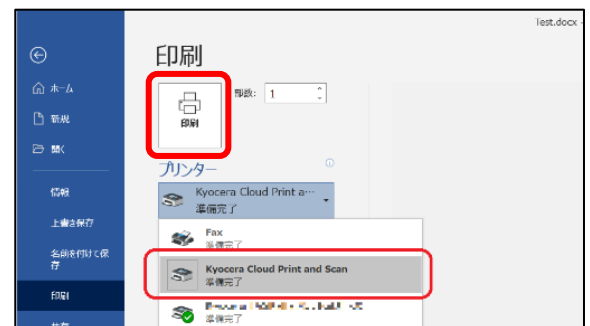 Test.docx -
印刷
ホーム
新規
開く
情報
上書き保存
名前を付けて保
存
印刷
共有
印刷
部数: 1
プリンター
Kyocera Cloud Print a…
準備完了
Fax
準備完了
Kyocera Cloud Print and Scan
準備完了
準備完了